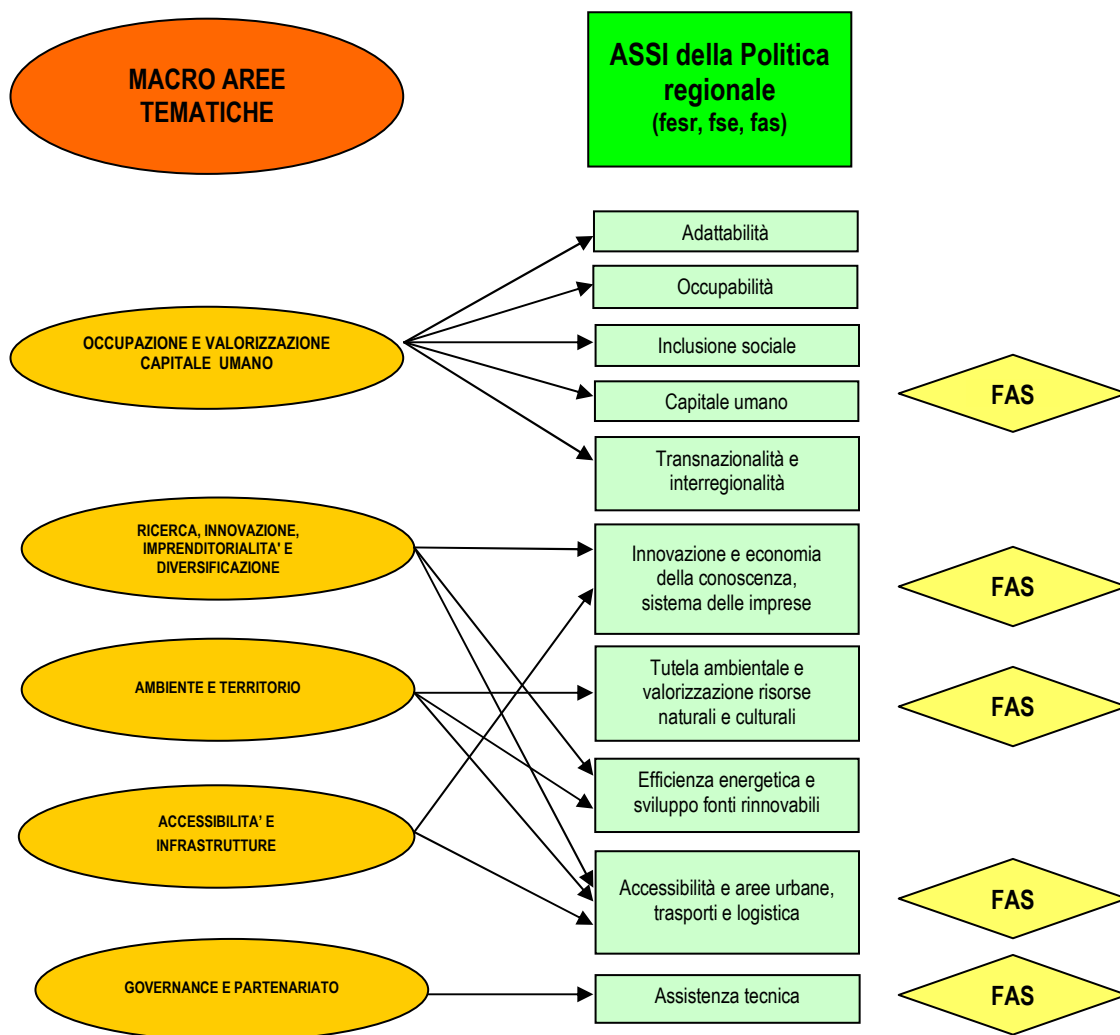 MACRO AREE
TEMATICHE
ASSI della Politica
regionale
(fesr, fse, fas)
Adattabilità
Occupabilità
OCCUPAZIONE E VALORIZZAZIONE
CAPITALE UMANO
Inclusione sociale
Capitale umano
FAS
Transnazionalità e
interregionalità
RICERCA, INNOVAZIONE,
IMPRENDITORIALITA' E
DIVERSIFICAZIONE
Innovazione e economia
della conoscenza,
sistema delle imprese
FAS
AMBIENTE E TERRITORIO
Tutela ambientale e
valorizzazione risorse
naturali e culturali
FAS
Efficienza energetica e
sviluppo fonti rinnovabili
ACCESSIBILITA’ E
INFRASTRUTTURE
Accessibilità e aree urbane,
trasporti e logistica
FAS
GOVERNANCE E PARTENARIATO
Assistenza tecnica
FAS